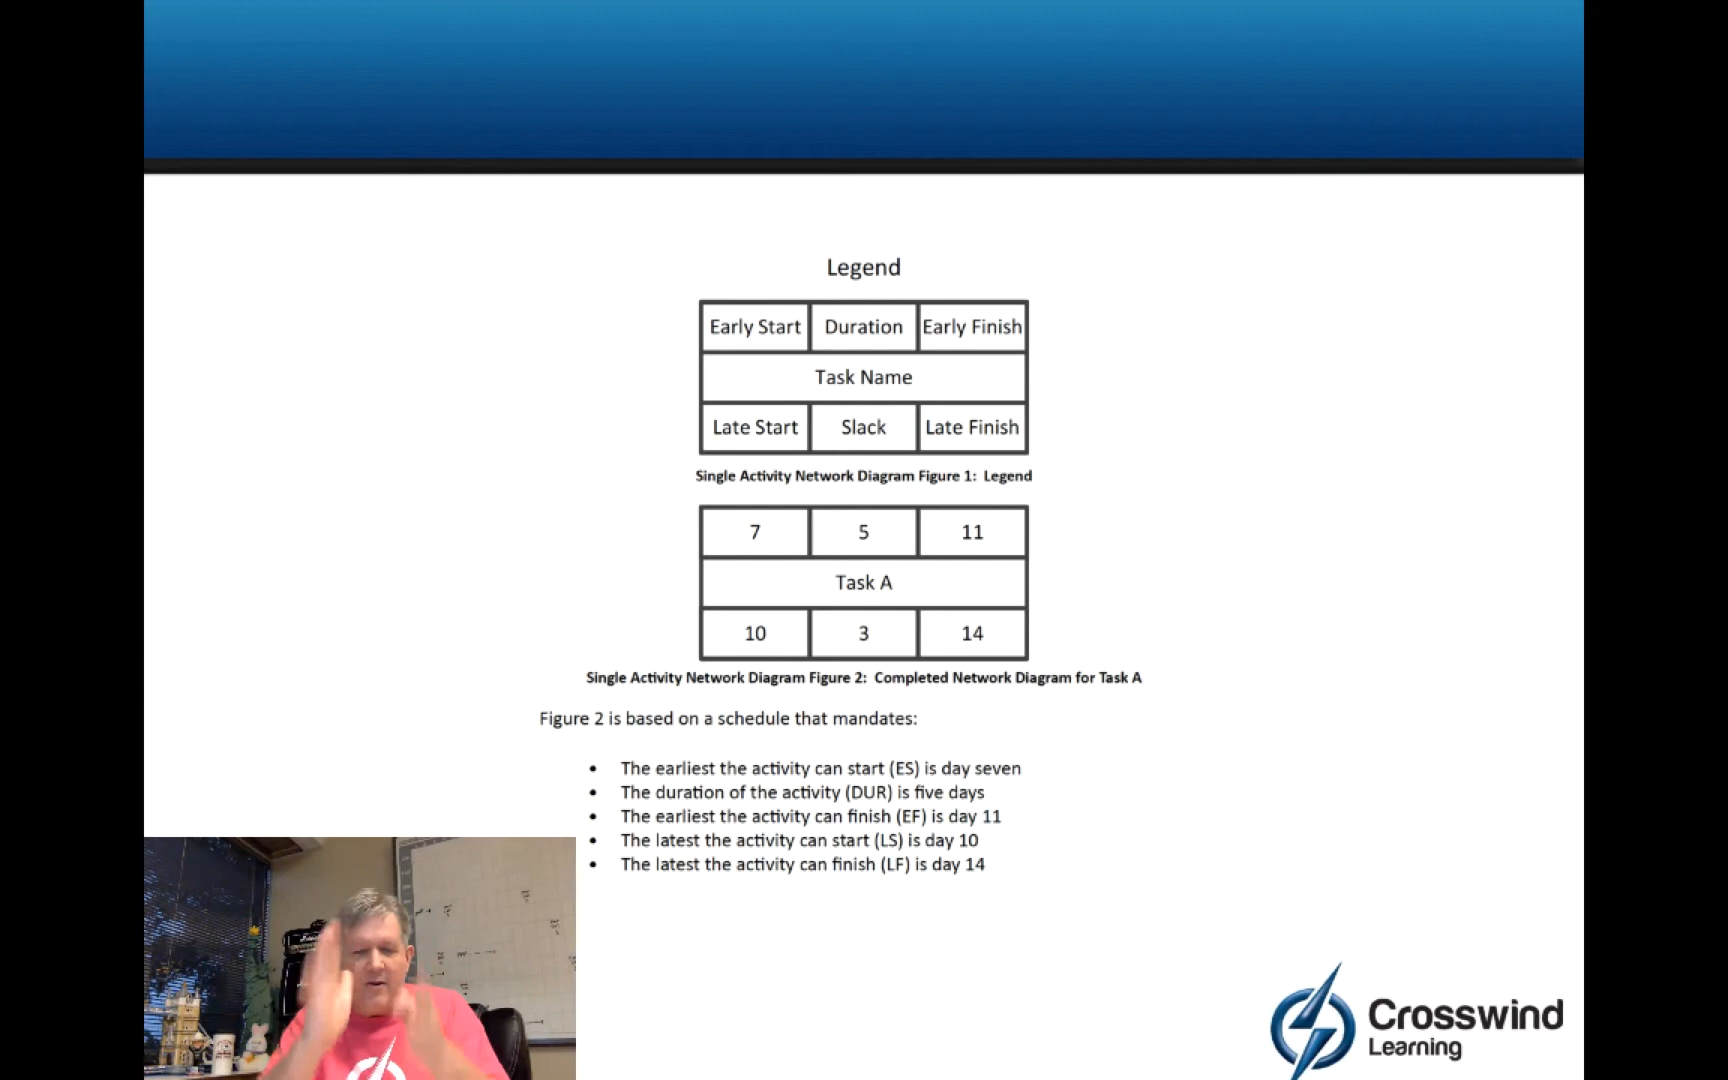 Legend
Early Start Duration Early Finish
Task Name
Late Start Slack Late Finish
Single Activity Network Diagram Figure 1: Legend
7 5 11
Task A
10 3 14
Single Activity Network Diagram Figure 2: Completed Network Diagram for Task A
Figure 2 is based on a schedule that mandates:
• The earliest the activity can start (ES) is day seven
• The duration of the activity (DUR) is five days
• The earliest the activity can finish (EF) is day 11
• The latest the activity can start (LS) is day 10
• The latest the activity can finish (LF) is day 14
Crosswind
Learning